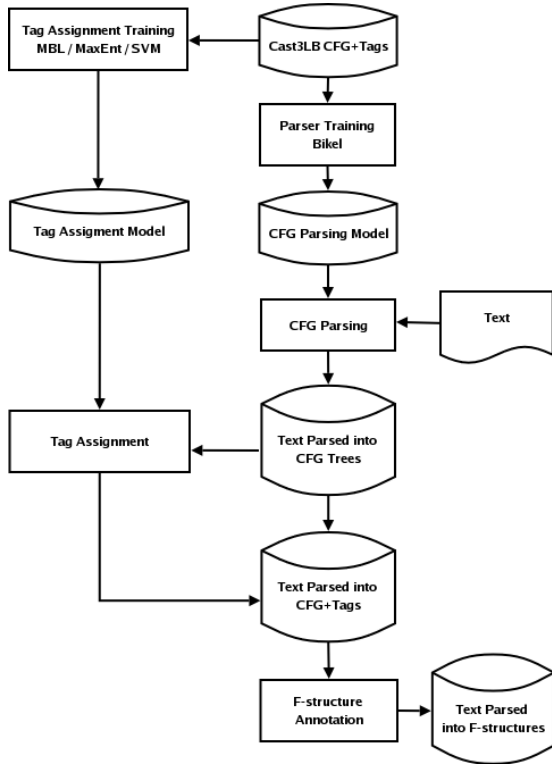 Tag Assignment Training
MBL / MaxEnt / SVM
Cast3LB CFG+Tags
Parser Training
Bikel
Tag Assigment Model
CFG Parsing Model
CFG Parsing
Text
Tag Assignment
Text Parsed into
CFG Trees
Text Parsed into
CFG+Tags
F-structure
Annotation
Text Parsed
into F-structures